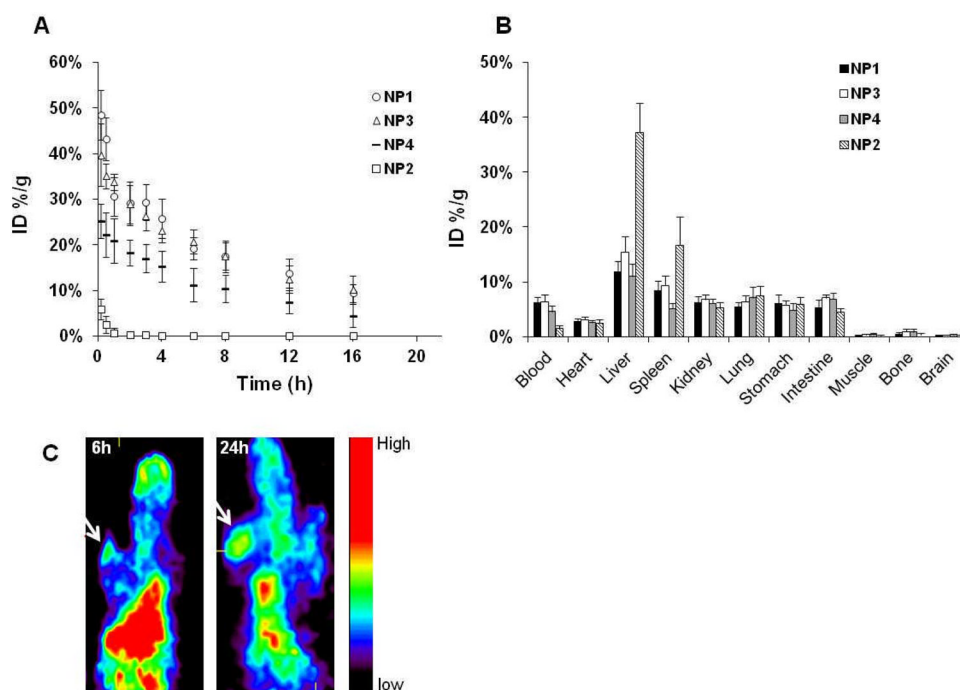 A
60%
50%
40%
30%
20%
10%
0%
ID %/g
0
4
8
12
16
20
Time (h)
NP1
NP3
NP4
NP2
B
50%
40%
30%
20%
10%
0%
ID %/g
NP1
NP3
NP4
NP2
Blood
Heart
Liver
Spleen
Kidney
Lung
Stomach
Intestine
Muscle
Bone
Brain
C
6h
24h
High
low